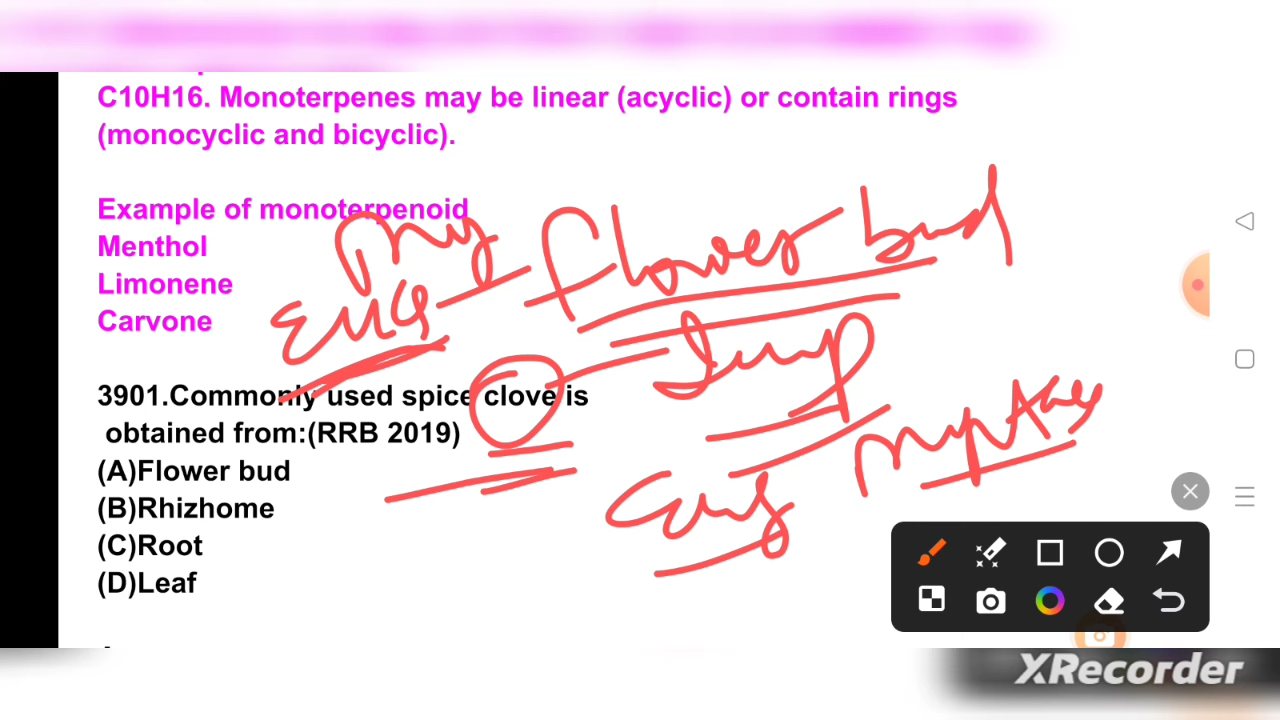 C10H16. Monoterpenes may be linear (acyclic) or contain rings
(monocyclic and bicyclic).
Example of monoterpenoid
Menthol
Limonene
Carvone
Flower bud
3901.Commonly used spice clove is
obtained from:(RRB 2019)
(A)Flower bud
(B)Rhizhome
(C)Root
(D)Leaf
XRecorder